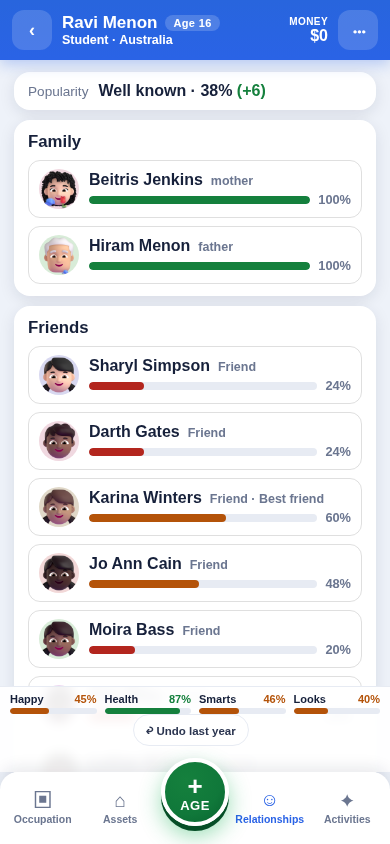 Ravi Menon Age 16
Student · Australia
MONEY
$0
Popularity Well known · 38% (+6)
Family
Beitris Jenkins mother
100%
Hiram Menon father
100%
Friends
Sharyl Simpson Friend
24%
Darth Gates Friend
24%
Karina Winters Friend · Best friend
60%
Jo Ann Cain Friend
48%
Moira Bass Friend
20%
Happy 45% Health 87% Smarts 46% Looks 40%
Undo last year
+
AGE
Occupation Assets Relationships Activities